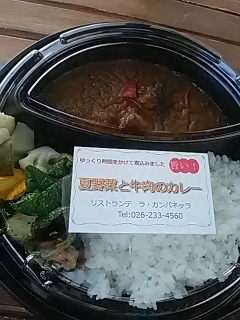 ゆっくり時間をかけて煮込みました
旨い！
夏野菜と牛肉のカレー
リストランテ ラ・カンパネッラ
Tel:026-233-4560